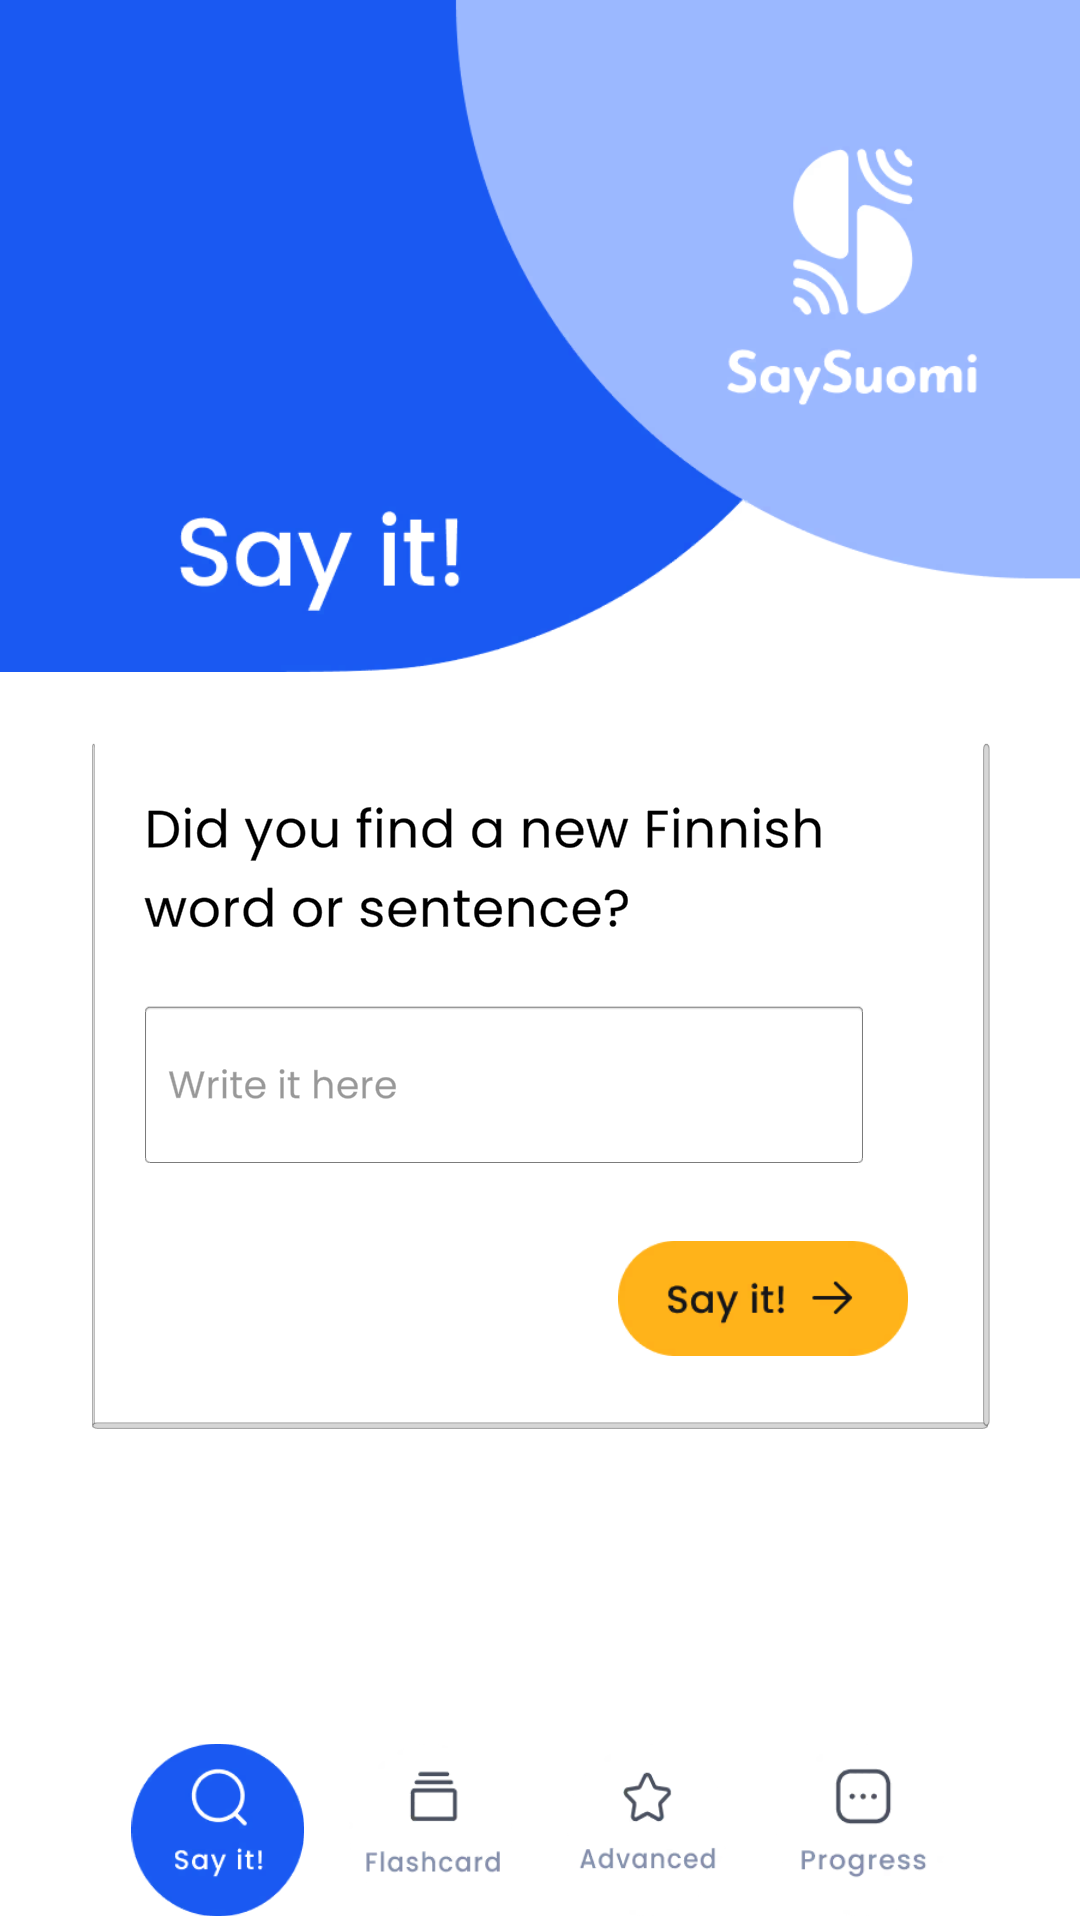 SaySuomi
Say it!
Did you find a new Finnish
word or sentence?
Write it here
Say it!
Say it!
Flashcard
Advanced
Progress